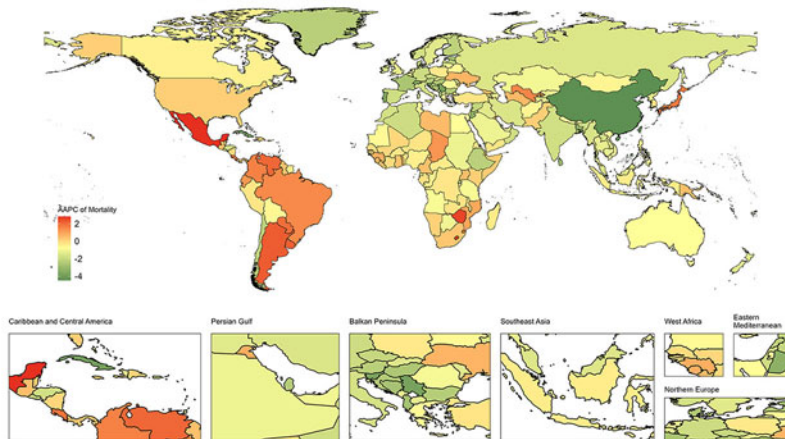 AAPC of Mortality
2
0
-2
-4
Caribbean and Central America
Persian Gulf
Balkan Peninsula
Southeast Asia
West Africa
Eastern
Mediterranean
Northern Europe